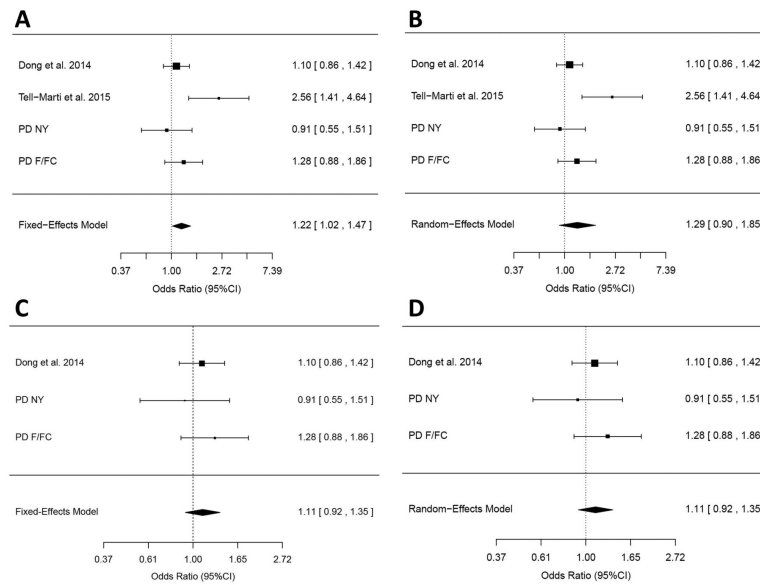 A
Dong et al. 2014 1.10 [ 0.86 , 1.42 ]
Tell−Marti et al. 2015 2.56 [ 1.41 , 4.64 ]
PD NY 0.91 [ 0.55 , 1.51 ]
PD F/FC 1.28 [ 0.88 , 1.86 ]
Fixed−Effects Model 1.22 [ 1.02 , 1.47 ]
0.37 1.00 2.72 7.39
Odds Ratio (95%CI)
B
Dong et al. 2014 1.10 [ 0.86 , 1.42 ]
Tell−Marti et al. 2015 2.56 [ 1.41 , 4.64 ]
PD NY 0.91 [ 0.55 , 1.51 ]
PD F/FC 1.28 [ 0.88 , 1.86 ]
Random−Effects Model 1.29 [ 0.90 , 1.85 ]
0.37 1.00 2.72 7.39
Odds Ratio (95%CI)
C
Dong et al. 2014 1.10 [ 0.86 , 1.42 ]
PD NY 0.91 [ 0.55 , 1.51 ]
PD F/FC 1.28 [ 0.88 , 1.86 ]
Fixed-Effects Model 1.11 [ 0.92 , 1.35 ]
0.37 0.61 1.00 1.65 2.72
Odds Ratio (95%CI)
D
Dong et al. 2014 1.10 [ 0.86 , 1.42 ]
PD NY 0.91 [ 0.55 , 1.51 ]
PD F/FC 1.28 [ 0.88 , 1.86 ]
Random−Effects Model 1.11 [ 0.92 , 1.35 ]
0.37 0.61 1.00 1.65 2.72
Odds Ratio (95%CI)